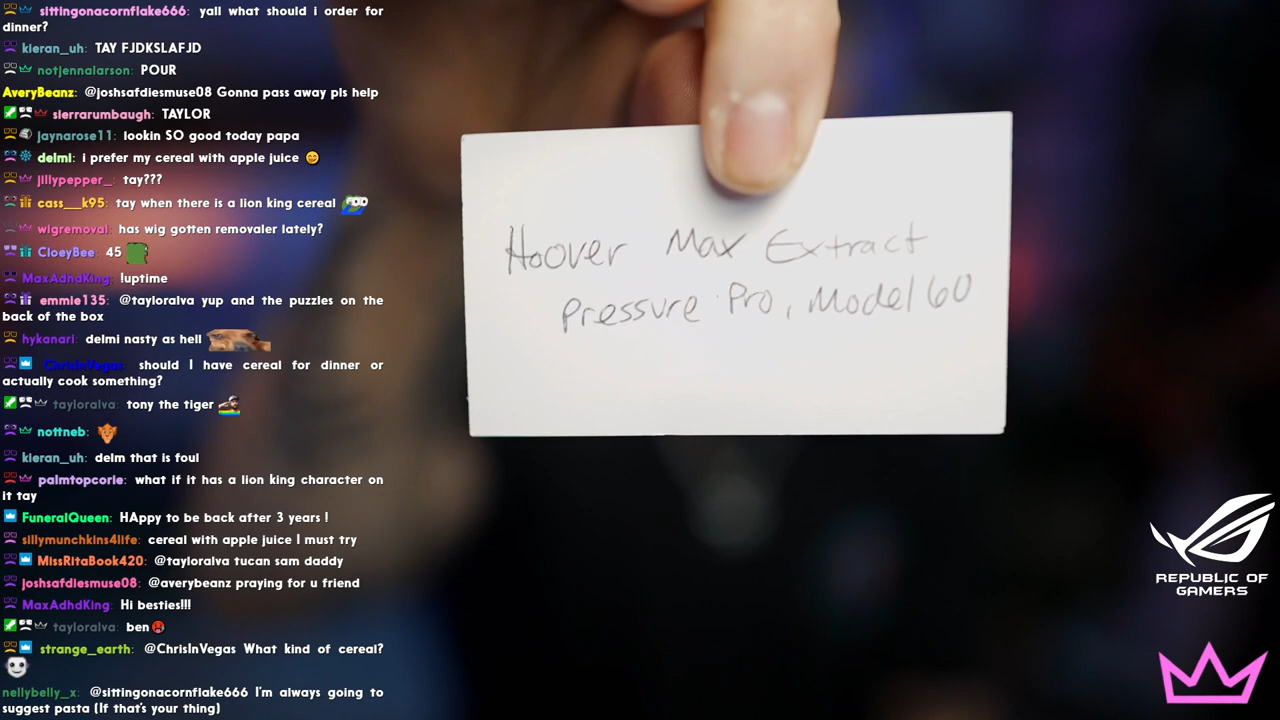 sittingonacornflake666: yall what should i order for
dinner?
kieran_uh: TAY FJDKSLAFJD
notjennalarson: POUR
AveryBeanz: @joshsafdiesmuse08 Gonna pass away pls help
sierrarumbaugh: TAYLOR
jaynarose11: lookin SO good today papa
delmi: i prefer my cereal with apple juice
jillypepper_: tay???
cass__k95: tay when there is a lion king cereal
wigremoval: has wig gotten removaler lately?
CloeyBee: 45
MaxAdhdKing: !uptime
emmie135: @tayloralva yup and the puzzles on the
back of the box
hykanari: delmi nasty as hell
ChrisInVegas: should I have cereal for dinner or
actually cook something?
tayloralva: tony the tiger
nottneb:
kieran_uh: delm that is foul
palmtopcorie: what if it has a lion king character on
it tay
FuneralQueen: HAppy to be back after 3 years !
sillymunchkins4life: cereal with apple juice I must try
MissRitaBook420: @tayloralva tucan sam daddy
joshsafdiesmuse08: @averybeanz praying for u friend
MaxAdhdKing: Hi besties!!!
tayloralva: ben
strange_earth: @ChrisInVegas What kind of cereal?
nellybelly_x: @sittingonacornflake666 I'm always going to
suggest pasta (If that's your thing)
Hoover Max Extract
Pressure Pro, Model 60
REPUBLIC OF
GAMERS